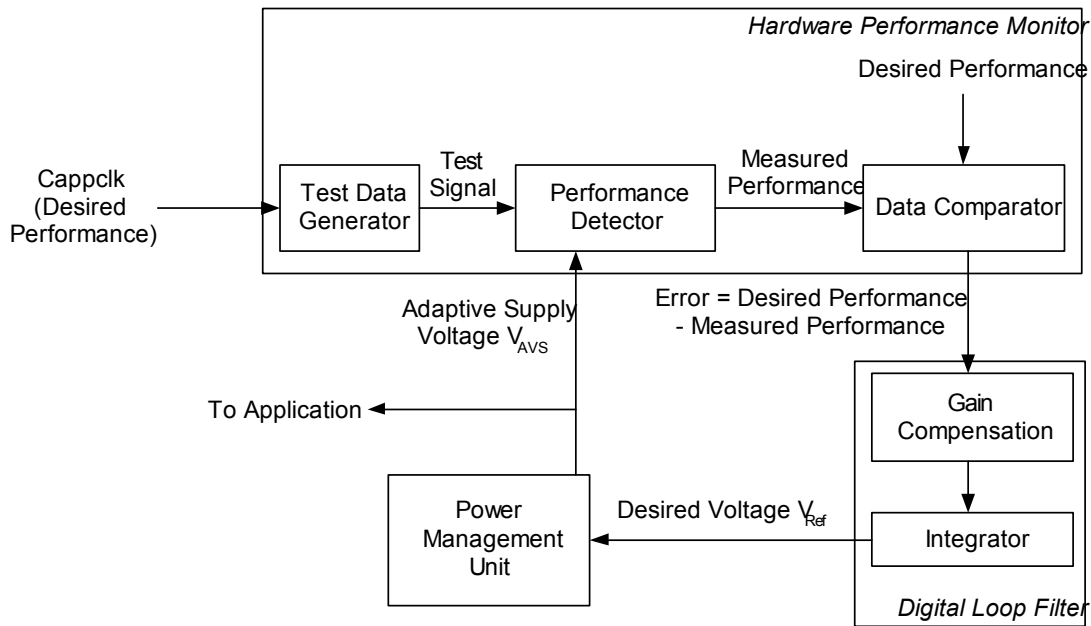 Hardware Performance Monitor
Desired Performance
Cappclk
(Desired
Performance)
Test Data
Generator
Test
Signal
Performance
Detector
Measured
Performance
Data Comparator
Adaptive Supply
Voltage V_AVS
Error = Desired Performance
- Measured Performance
To Application
Gain
Compensation
Power
Management
Unit
Desired Voltage V_Ref
Integrator
Digital Loop Filter